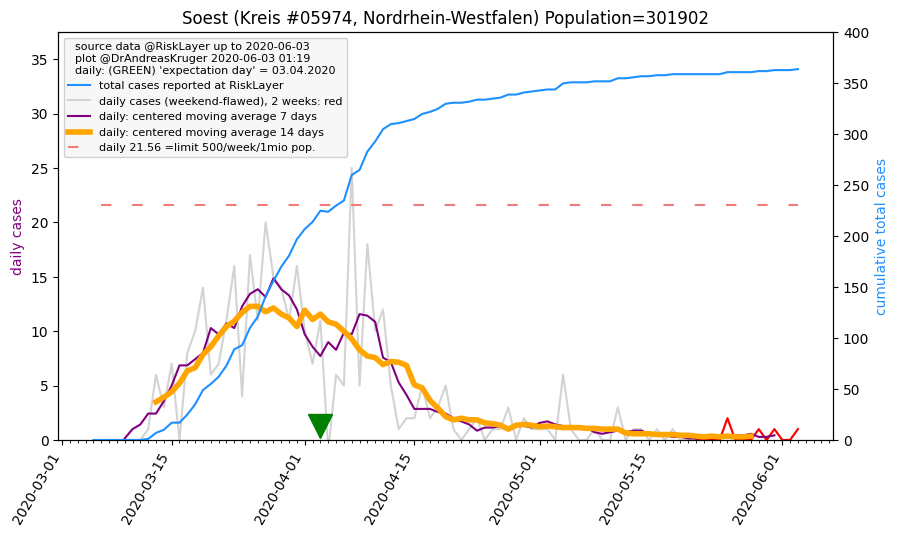 Soest (Kreis #05974, Nordrhein-Westfalen) Population=301902
source data @RiskLayer up to 2020-06-03
plot @DrAndreasKruger 2020-06-03 01:19
daily: (GREEN) 'expectation day' = 03.04.2020
total cases reported at RiskLayer
daily cases (weekend-flawed), 2 weeks: red
daily: centered moving average 7 days
daily: centered moving average 14 days
daily 21.56 =limit 500/week/1mio pop.
daily cases
35
30
25
20
15
10
5
0
400
350
300
250
200
150
100
50
0
cumulative total cases
2020-03-01
2020-03-15
2020-04-01
2020-04-15
2020-05-01
2020-05-15
2020-06-01